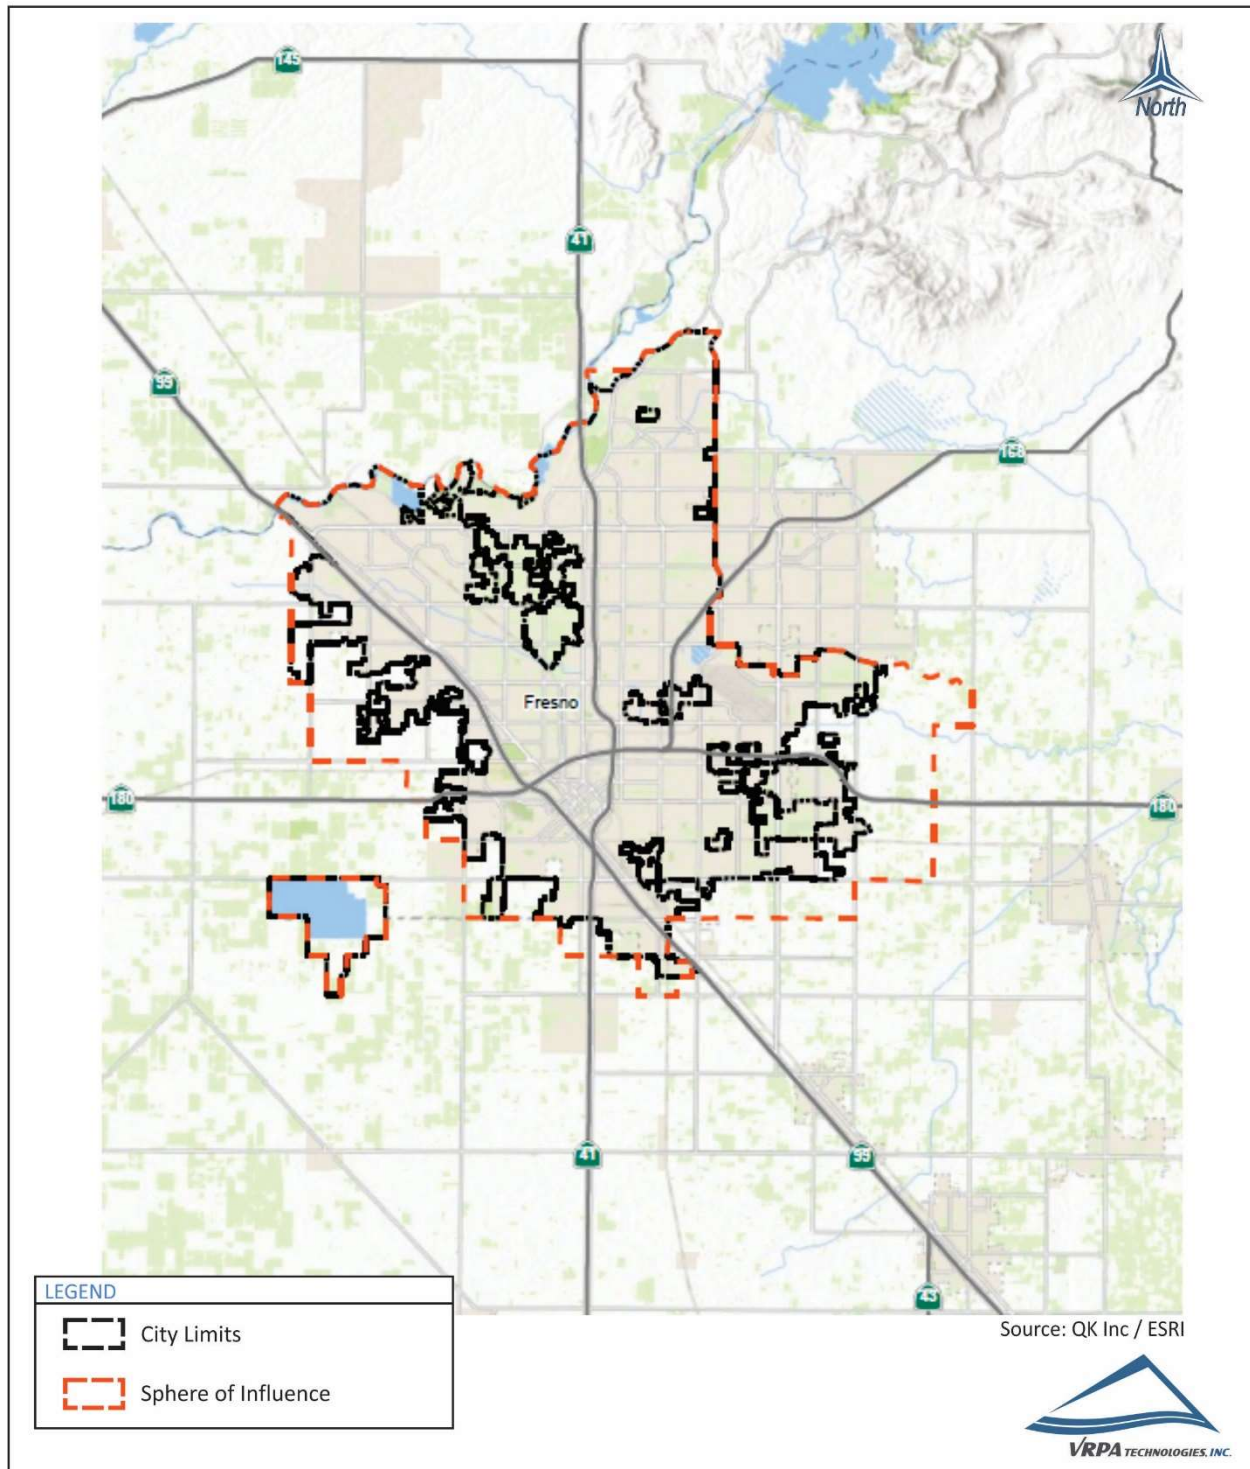 145
North
41
99
168
Fresno
180
180
41
99
43
LEGEND
City Limits
Sphere of Influence
Source: QK Inc / ESRI
VRPA TECHNOLOGIES, INC.